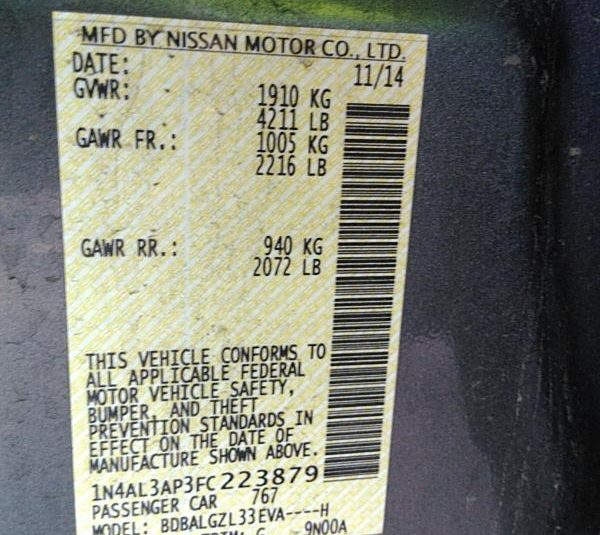 MFD BY NISSAN MOTOR CO., LTD.
DATE: 11/14
GVWR: 1910 KG
4211 LB
GAWR FR.: 1005 KG
2216 LB
GAWR RR.: 940 KG
2072 LB
THIS VEHICLE CONFORMS TO
ALL APPLICABLE FEDERAL
MOTOR VEHICLE SAFETY,
BUMPER, AND THEFT
PREVENTION STANDARDS IN
EFFECT ON THE DATE OF
MANUFACTURE SHOWN ABOVE.
1N4AL3AP3FC223879
PASSENGER CAR 767
MODEL: BDBALGZL33EVA----H
TRIM: G 9N00A